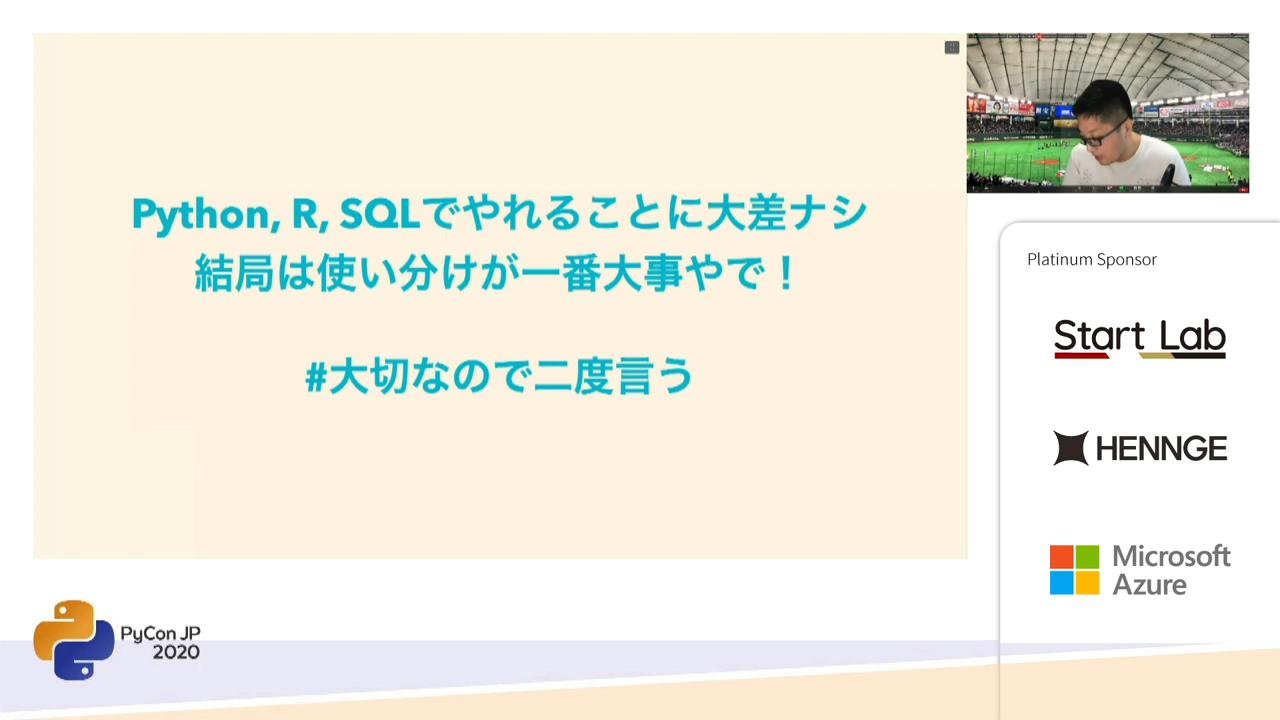 Python, R, SQLでやれることに大差ナシ
結局は使い分けが一番大事やで！
#大切なので二度言う
Platinum Sponsor
Start Lab
HENNGE
Microsoft
Azure
PyCon JP
2020